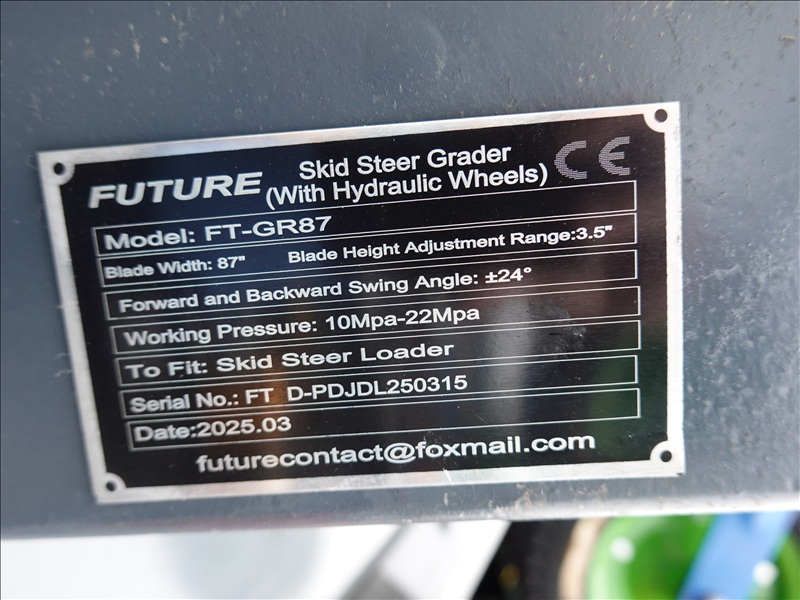 FUTURE Skid Steer Grader CE
(With Hydraulic Wheels)
Model: FT-GR87
Blade Width: 87" Blade Height Adjustment Range:3.5"
Forward and Backward Swing Angle: ±24°
Working Pressure: 10Mpa-22Mpa
To Fit: Skid Steer Loader
Serial No.: FT D-PDJDL250315
Date:2025.03
futurecontact@foxmail.com